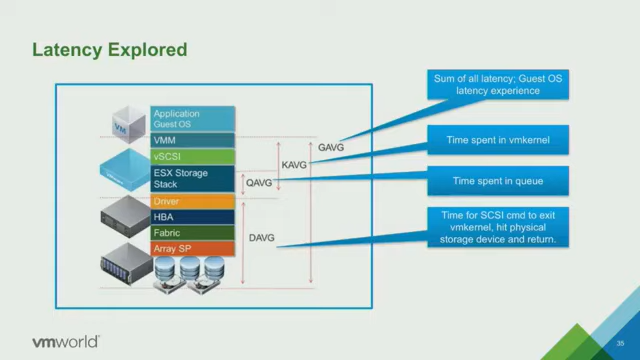 Latency Explored
Sum of all latency; Guest OS
latency experience
Application
Guest OS
VM
VMM
GAVG
Time spent in vmkernel
vSCSI
KAVG
ESX Storage
Stack
QAVG
Time spent in queue
Driver
HBA
Time for SCSI cmd to exit
vmkernel, hit physical
storage device and return.
Fabric
DAVG
Array SP
vmworld®
35